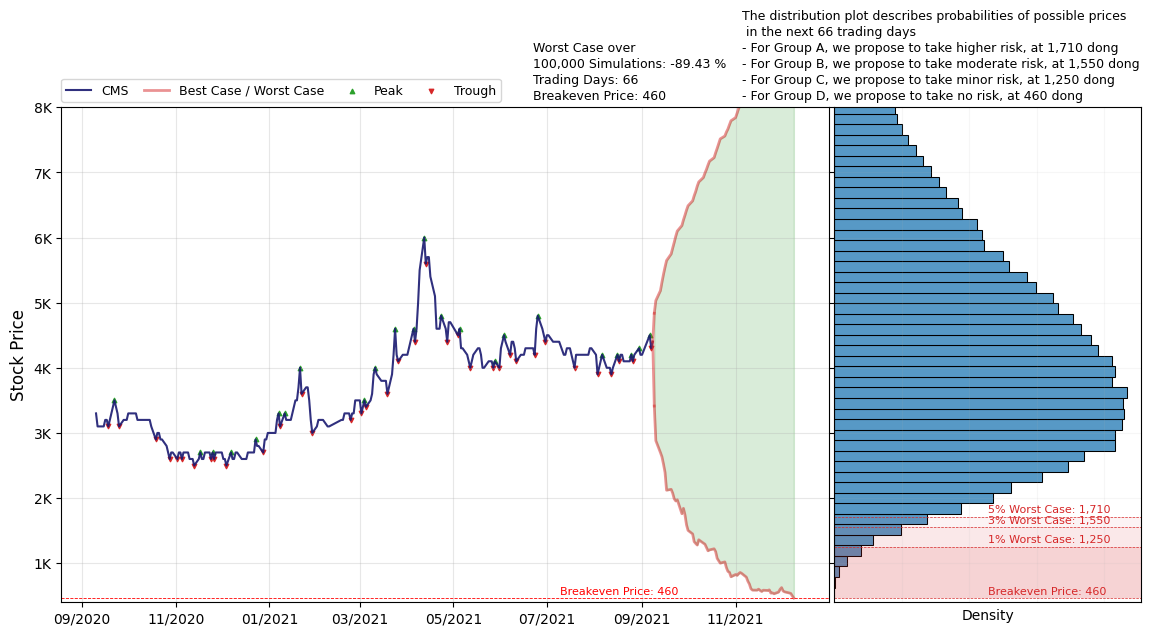 The distribution plot describes probabilities of possible prices
in the next 66 trading days
- For Group A, we propose to take higher risk, at 1,710 dong
- For Group B, we propose to take moderate risk, at 1,550 dong
- For Group C, we propose to take minor risk, at 1,250 dong
- For Group D, we propose to take no risk, at 460 dong
Worst Case over
100,000 Simulations: -89.43 %
Trading Days: 66
Breakeven Price: 460
CMS
Best Case / Worst Case
Peak
Trough
Stock Price
8K
7K
6K
5K
4K
3K
2K
1K
09/2020
11/2020
01/2021
03/2021
05/2021
07/2021
09/2021
11/2021
Breakeven Price: 460
5% Worst Case: 1,710
3% Worst Case: 1,550
1% Worst Case: 1,250
Breakeven Price: 460
Density